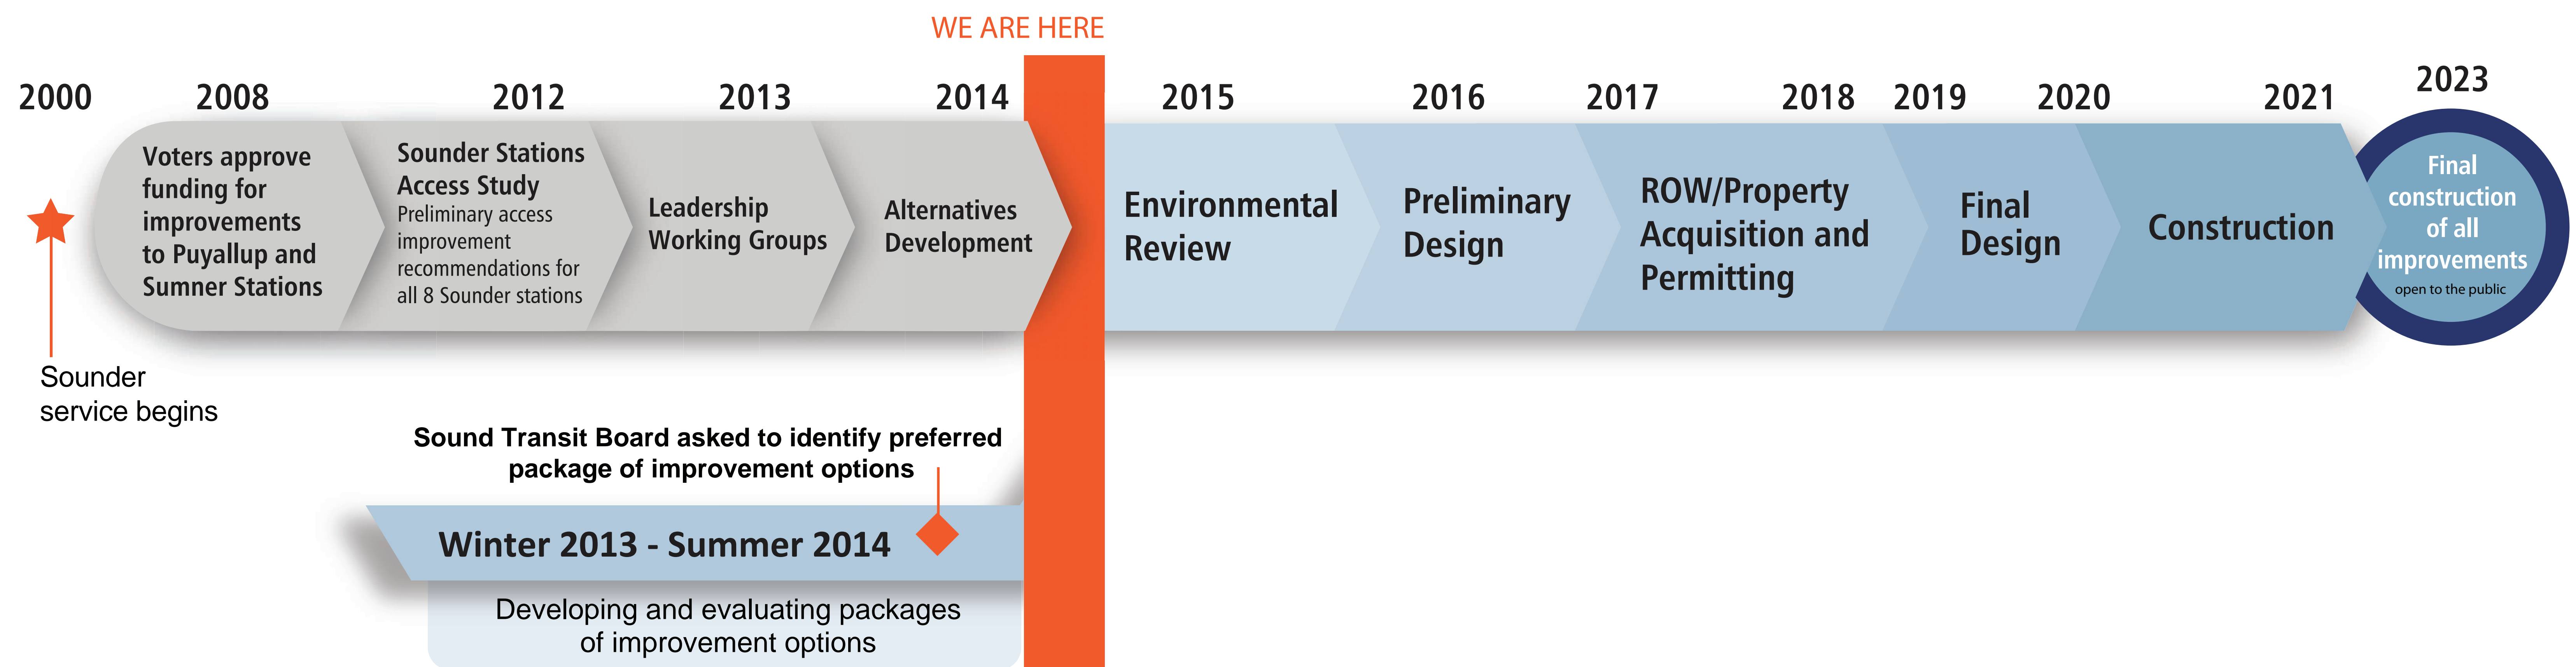 WE ARE HERE
2000 2008 2012 2013 2014 2015 2016 2017 2018 2019 2020 2021 2023
Voters approve
funding for
improvements
to Puyallup and
Sumner Stations
Sounder Stations
Access Study
Preliminary access
improvement
recommendations for
all 8 Sounder stations
Leadership
Working Groups
Alternatives
Development
Environmental
Review
Preliminary
Design
ROW/Property
Acquisition and
Permitting
Final
Design
Construction
Final
construction
of all
improvements
open to the public
Sounder
service begins
Sound Transit Board asked to identify preferred
package of improvement options
Winter 2013 - Summer 2014
Developing and evaluating packages
of improvement options